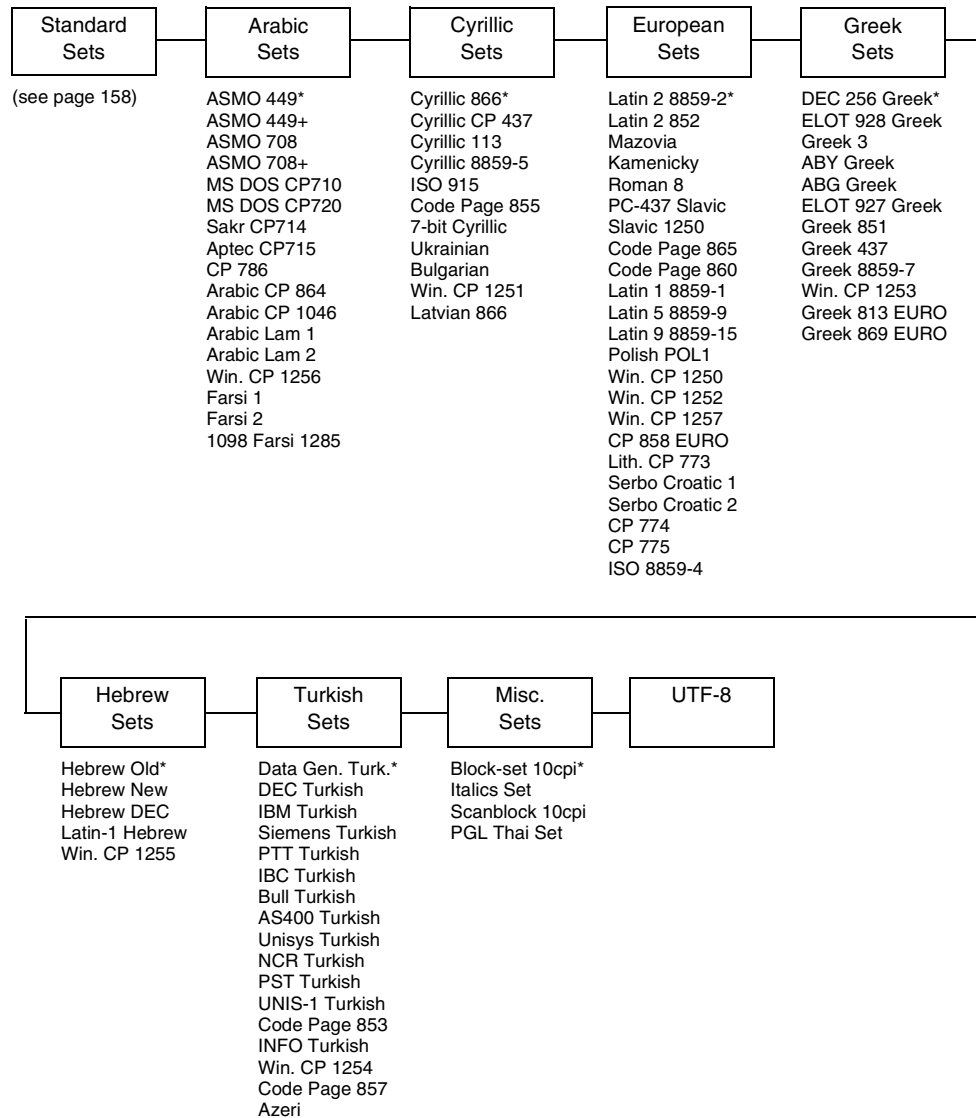 Standard
Sets
(see page 158)
Arabic
Sets
ASMO 449*
ASMO 449+
ASMO 708
ASMO 708+
MS DOS CP710
MS DOS CP720
Sakr CP714
Aptec CP715
CP 786
Arabic CP 864
Arabic CP 1046
Arabic Lam 1
Arabic Lam 2
Win. CP 1256
Farsi 1
Farsi 2
1098 Farsi 1285
Cyrillic
Sets
Cyrillic 866*
Cyrillic CP 437
Cyrillic 113
Cyrillic 8859-5
ISO 915
Code Page 855
7-bit Cyrillic
Ukrainian
Bulgarian
Win. CP 1251
Latvian 866
European
Sets
Latin 2 8859-2*
Latin 2 852
Mazovia
Kamenicky
Roman 8
PC-437 Slavic
Slavic 1250
Code Page 865
Code Page 860
Latin 1 8859-1
Latin 5 8859-9
Latin 9 8859-15
Polish POL1
Win. CP 1250
Win. CP 1252
Win. CP 1257
CP 858 EURO
Lith. CP 773
Serbo Croatic 1
Serbo Croatic 2
CP 774
CP 775
ISO 8859-4
Greek
Sets
DEC 256 Greek*
ELOT 928 Greek
Greek 3
ABY Greek
ABG Greek
ELOT 927 Greek
Greek 851
Greek 437
Greek 8859-7
Win. CP 1253
Greek 813 EURO
Greek 869 EURO
Hebrew
Sets
Hebrew Old*
Hebrew New
Hebrew DEC
Latin-1 Hebrew
Win. CP 1255
Turkish
Sets
Data Gen. Turk.*
DEC Turkish
IBM Turkish
Siemens Turkish
PTT Turkish
IBC Turkish
Bull Turkish
AS400 Turkish
Unisys Turkish
NCR Turkish
PST Turkish
UNIS-1 Turkish
Code Page 853
INFO Turkish
Win. CP 1254
Code Page 857
Azeri
Misc.
Sets
Block-set 10cpi*
Italics Set
Scanblock 10cpi
PGL Thai Set
UTF-8